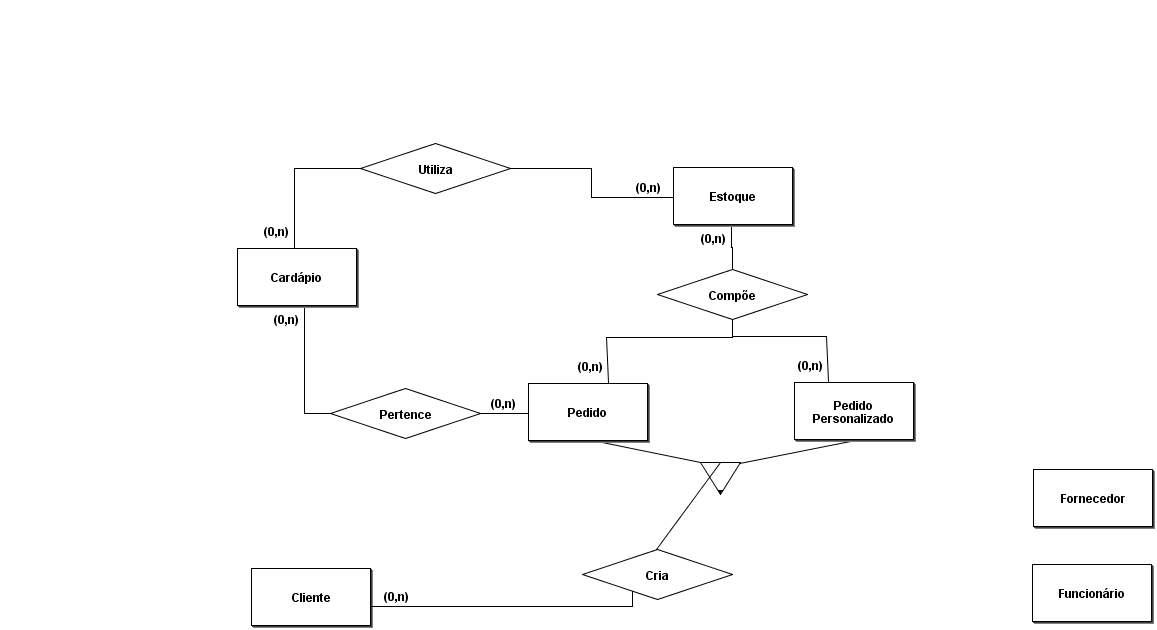 Utiliza
(0,n)
Estoque
(0,n)
(0,n)
Cardápio
Compõe
(0,n)
(0,n)
(0,n)
(0,n)
Pertence
Pedido
Pedido
Personalizado
Fornecedor
Cria
Cliente
(0,n)
Funcionário